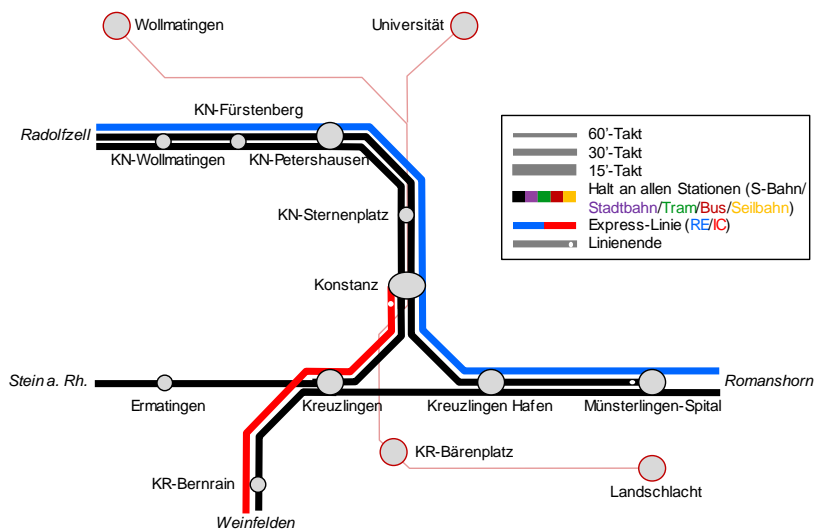 Wollmatingen
Universität
KN-Fürstenberg
Radolfzell
KN-Wollmatingen
KN-Petershausen
60'-Takt
30'-Takt
15'-Takt
Halt an allen Stationen (S-Bahn/
Stadtbahn/Tram/Bus/Seilbahn)
Express-Linie (RE/IC)
Linienende
KN-Sternenplatz
Konstanz
Stein a. Rh.
Romanshorn
Ermatingen
Kreuzlingen
Kreuzlingen Hafen
Münsterlingen-Spital
KR-Bärenplatz
KR-Bernrain
Landschlacht
Weinfelden